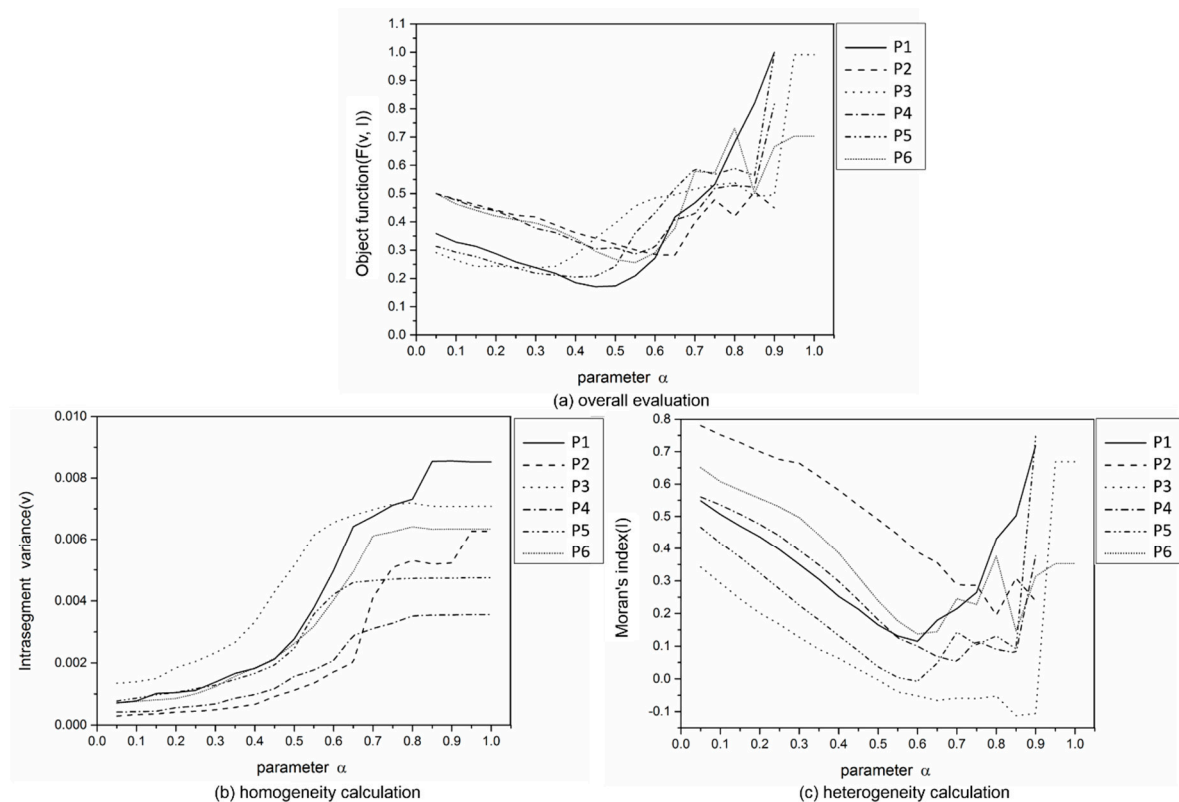 1.1
1.0
0.9
0.8
0.7
0.6
0.5
0.4
0.3
0.2
0.1
0.0
Object function(F(v, I))
0.0 0.1 0.2 0.3 0.4 0.5 0.6 0.7 0.8 0.9 1.0
parameter α
P1
P2
P3
P4
P5
P6
(a) overall evaluation
0.010
0.008
0.006
0.004
0.002
0.000
Intrasegment variance(v)
0.0 0.1 0.2 0.3 0.4 0.5 0.6 0.7 0.8 0.9 1.0
parameter α
P1
P2
P3
P4
P5
P6
(b) homogeneity calculation
0.8
0.7
0.6
0.5
0.4
0.3
0.2
0.1
0.0
-0.1
Moran's index(I)
0.0 0.1 0.2 0.3 0.4 0.5 0.6 0.7 0.8 0.9 1.0
parameter α
P1
P2
P3
P4
P5
P6
(c) heterogeneity calculation